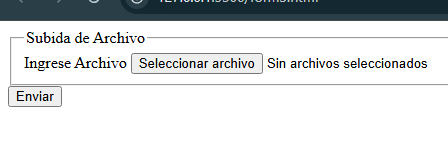 Subida de Archivo
Ingrese Archivo Seleccionar archivo Sin archivos seleccionados
Enviar